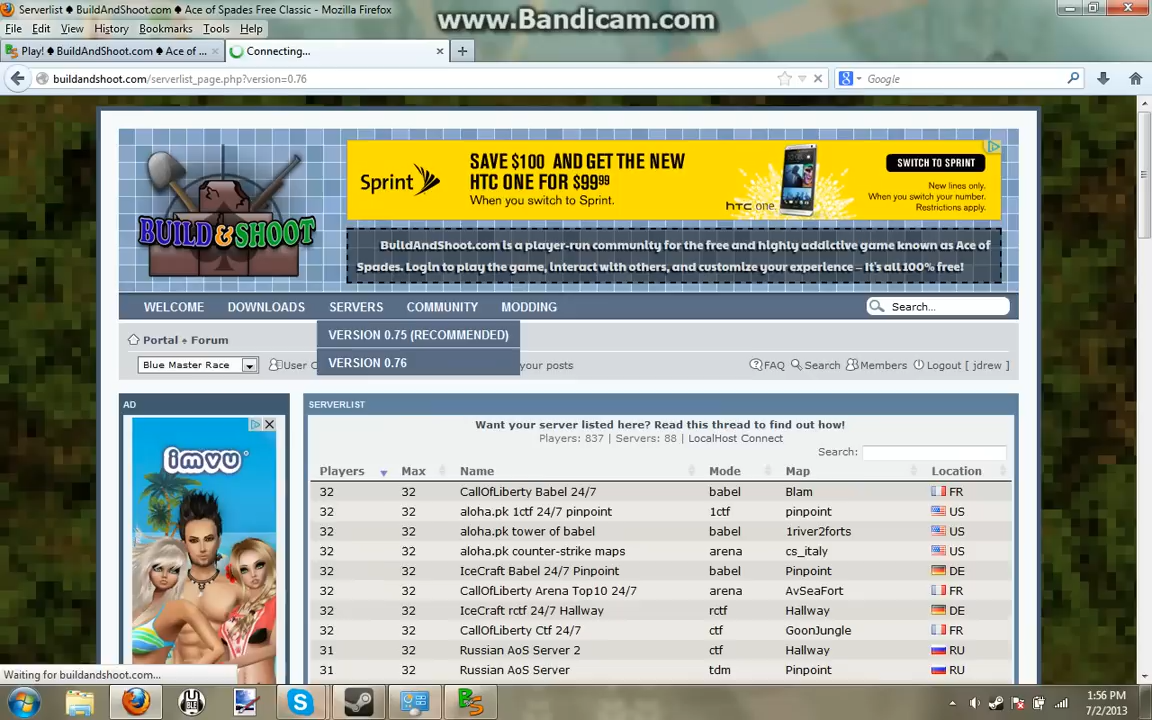 Serverlist ♠ BuildAndShoot.com ♠ Ace of Spades Free Classic - Mozilla Firefox
www.Bandicam.com
File Edit View History Bookmarks Tools Help
Play! ♠ BuildAndShoot.com ♠ Ace of ...
Connecting...
buildandshoot.com/serverlist_page.php?version=0.76
Google
BUILD&SHOOT
Sprint
SAVE $100 AND GET THE NEW
HTC ONE FOR $99.99
When you switch to Sprint.
htc one
SWITCH TO SPRINT
New lines only.
When you switch your number.
Restrictions apply.
BuildAndShoot.com is a player-run community for the free and highly addictive game known as Ace of
Spades. Login to play the game, interact with others, and customize your experience – It's all 100% free!
WELCOME DOWNLOADS SERVERS COMMUNITY MODDING
Search...
VERSION 0.75 (RECOMMENDED)
VERSION 0.76
Portal ♠ Forum
Blue Master Race
User C
your posts
FAQ Search Members Logout [ jdrew ]
AD
imvu
SERVERLIST
Want your server listed here? Read this thread to find out how!
Players: 837 | Servers: 88 | LocalHost Connect
Search:
Players Max Name Mode Map Location
32 32 CallOfLiberty Babel 24/7 babel Blam FR
32 32 aloha.pk 1ctf 24/7 pinpoint 1ctf pinpoint US
32 32 aloha.pk tower of babel babel 1river2forts US
32 32 aloha.pk counter-strike maps arena cs_italy US
32 32 IceCraft Babel 24/7 Pinpoint babel Pinpoint DE
32 32 CallOfLiberty Arena Top10 24/7 arena AvSeaFort FR
32 32 IceCraft rctf 24/7 Hallway rctf Hallway DE
32 32 CallOfLiberty Ctf 24/7 ctf GoonJungle FR
31 32 Russian AoS Server 2 ctf Hallway RU
31 32 Russian AoS Server tdm Pinpoint RU
Waiting for buildandshoot.com...
1:56 PM
7/2/2013